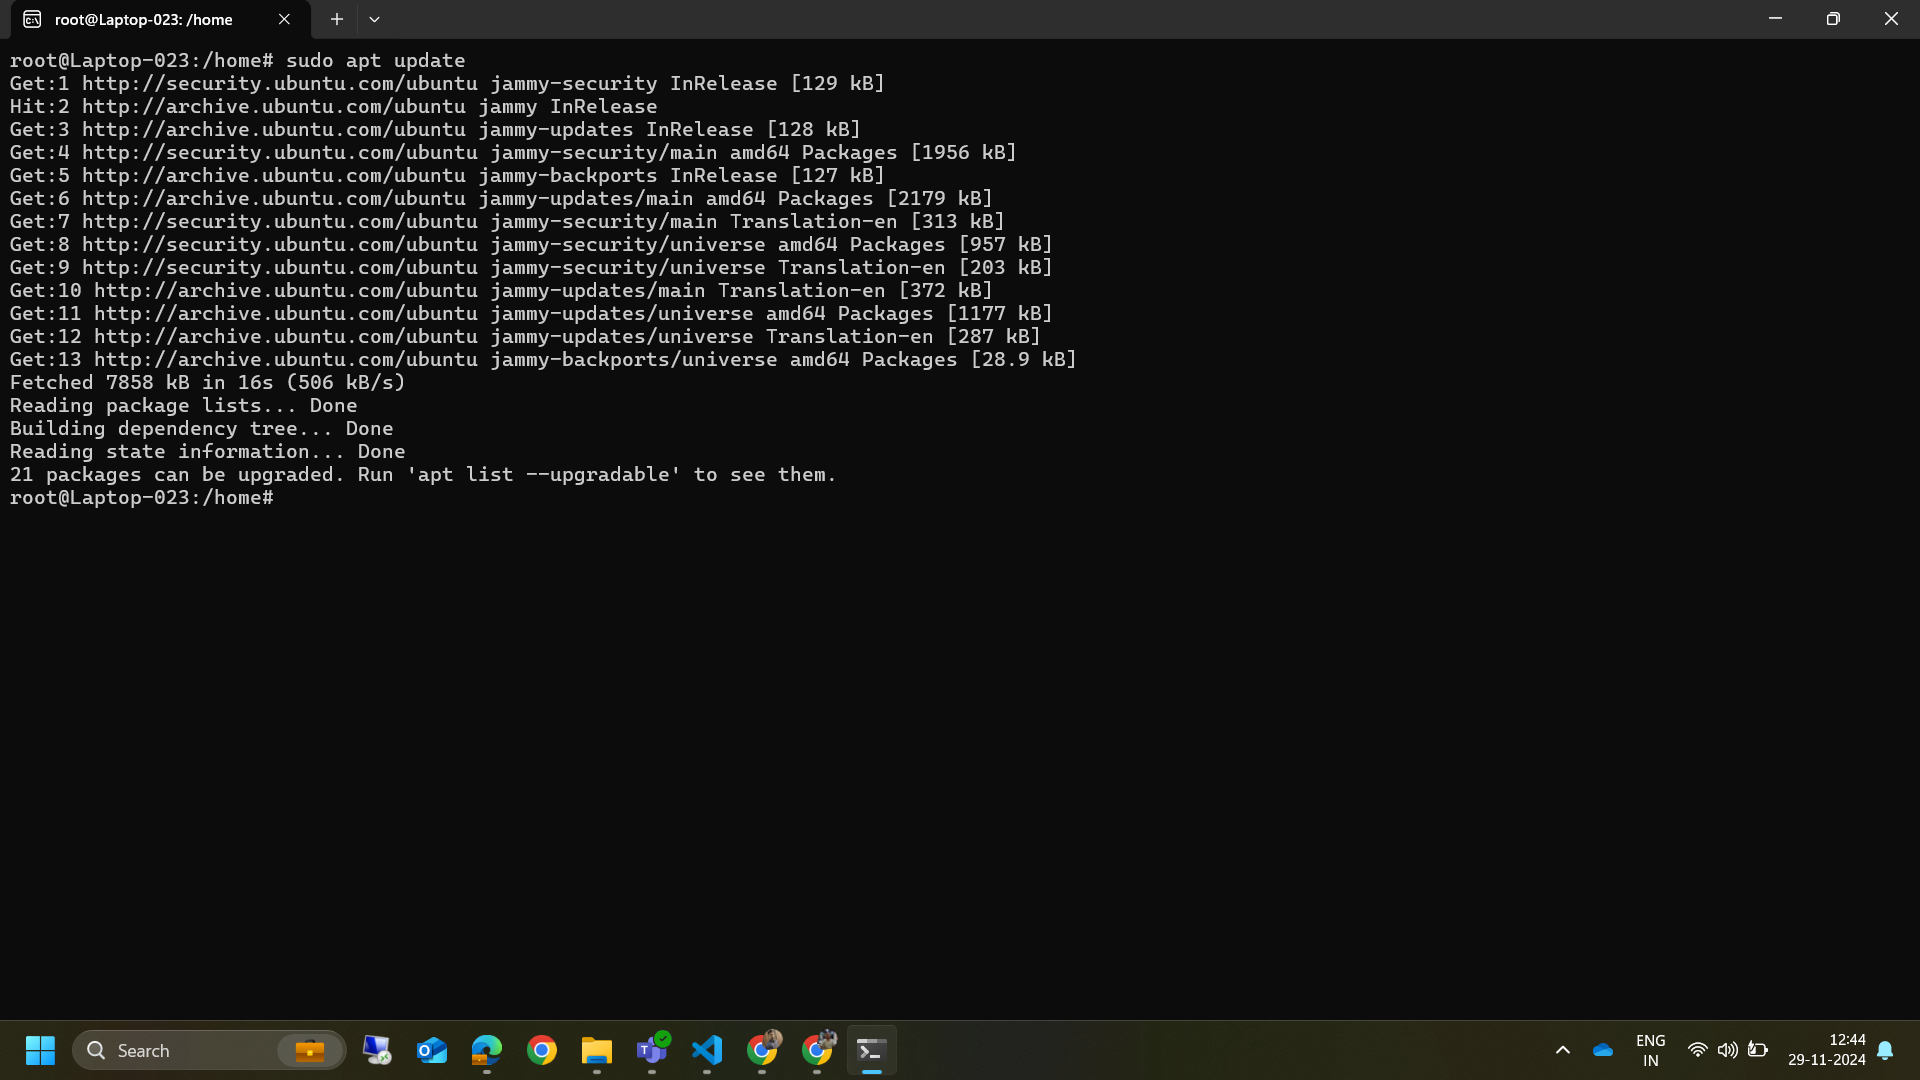 root@Laptop-023: /home
root@Laptop-023:/home# sudo apt update
Get:1 http://security.ubuntu.com/ubuntu jammy-security InRelease [129 kB]
Hit:2 http://archive.ubuntu.com/ubuntu jammy InRelease
Get:3 http://archive.ubuntu.com/ubuntu jammy-updates InRelease [128 kB]
Get:4 http://security.ubuntu.com/ubuntu jammy-security/main amd64 Packages [1956 kB]
Get:5 http://archive.ubuntu.com/ubuntu jammy-backports InRelease [127 kB]
Get:6 http://archive.ubuntu.com/ubuntu jammy-updates/main amd64 Packages [2179 kB]
Get:7 http://security.ubuntu.com/ubuntu jammy-security/main Translation-en [313 kB]
Get:8 http://security.ubuntu.com/ubuntu jammy-security/universe amd64 Packages [957 kB]
Get:9 http://security.ubuntu.com/ubuntu jammy-security/universe Translation-en [203 kB]
Get:10 http://archive.ubuntu.com/ubuntu jammy-updates/main Translation-en [372 kB]
Get:11 http://archive.ubuntu.com/ubuntu jammy-updates/universe amd64 Packages [1177 kB]
Get:12 http://archive.ubuntu.com/ubuntu jammy-updates/universe Translation-en [287 kB]
Get:13 http://archive.ubuntu.com/ubuntu jammy-backports/universe amd64 Packages [28.9 kB]
Fetched 7858 kB in 16s (506 kB/s)
Reading package lists... Done
Building dependency tree... Done
Reading state information... Done
21 packages can be upgraded. Run 'apt list --upgradable' to see them.
root@Laptop-023:/home#
Search
ENG
IN
12:44
29-11-2024